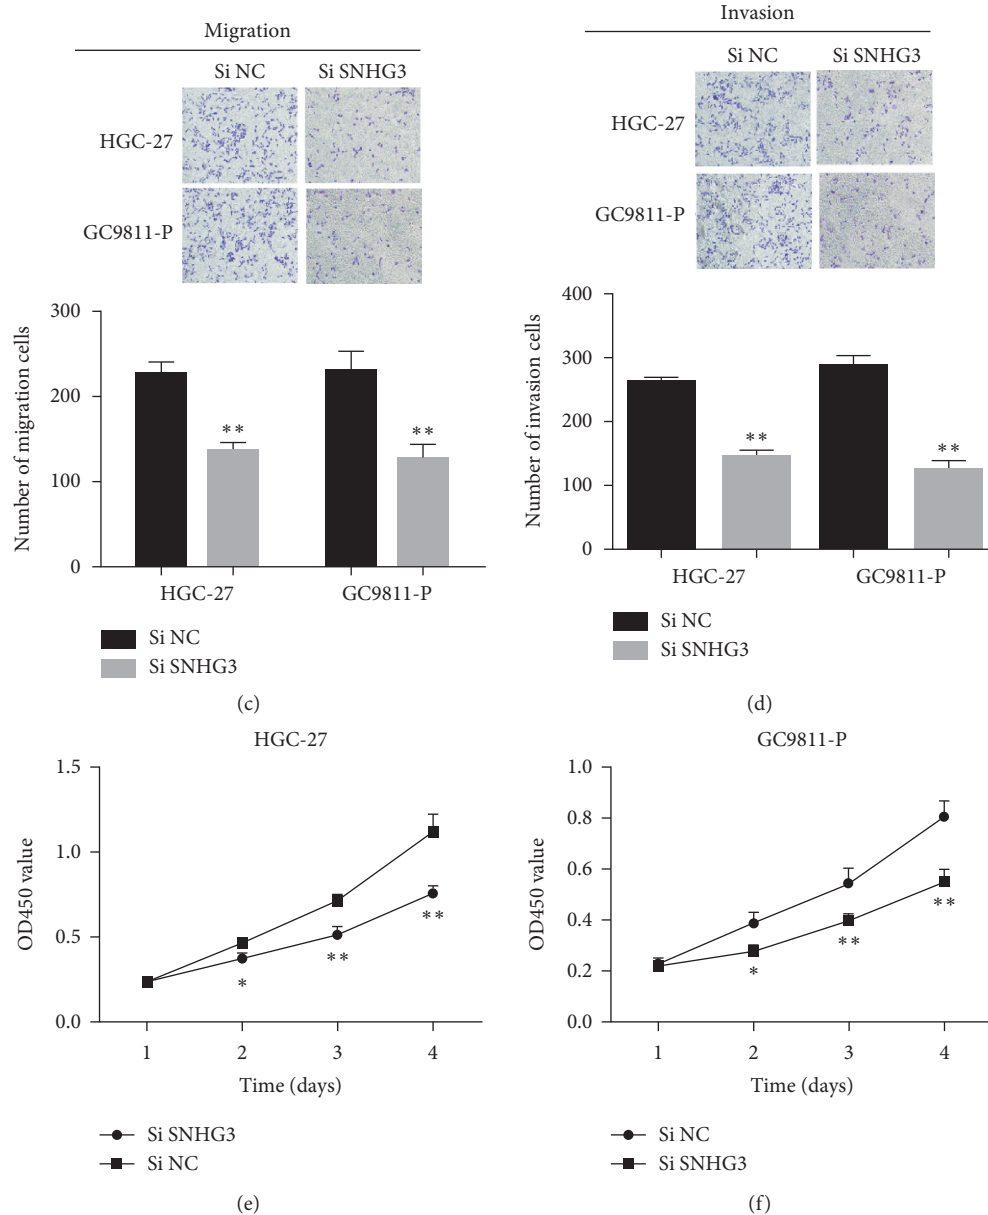 Migration
Si NC Si SNHG3
HGC-27
GC9811-P
300
200
100
0
Number of migration cells
** **
HGC-27 GC9811-P
Si NC
Si SNHG3
(c)
Invasion
Si NC Si SNHG3
HGC-27
GC9811-P
400
300
200
100
0
Number of invasion cells
** **
HGC-27 GC9811-P
Si NC
Si SNHG3
(d)
HGC-27
1.5
1.0
0.5
0.0
OD450 value
* ** **
1 2 3 4
Time (days)
Si SNHG3
Si NC
(e)
GC9811-P
1.0
0.8
0.6
0.4
0.2
0.0
OD450 value
* ** **
1 2 3 4
Time (days)
Si NC
Si SNHG3
(f)